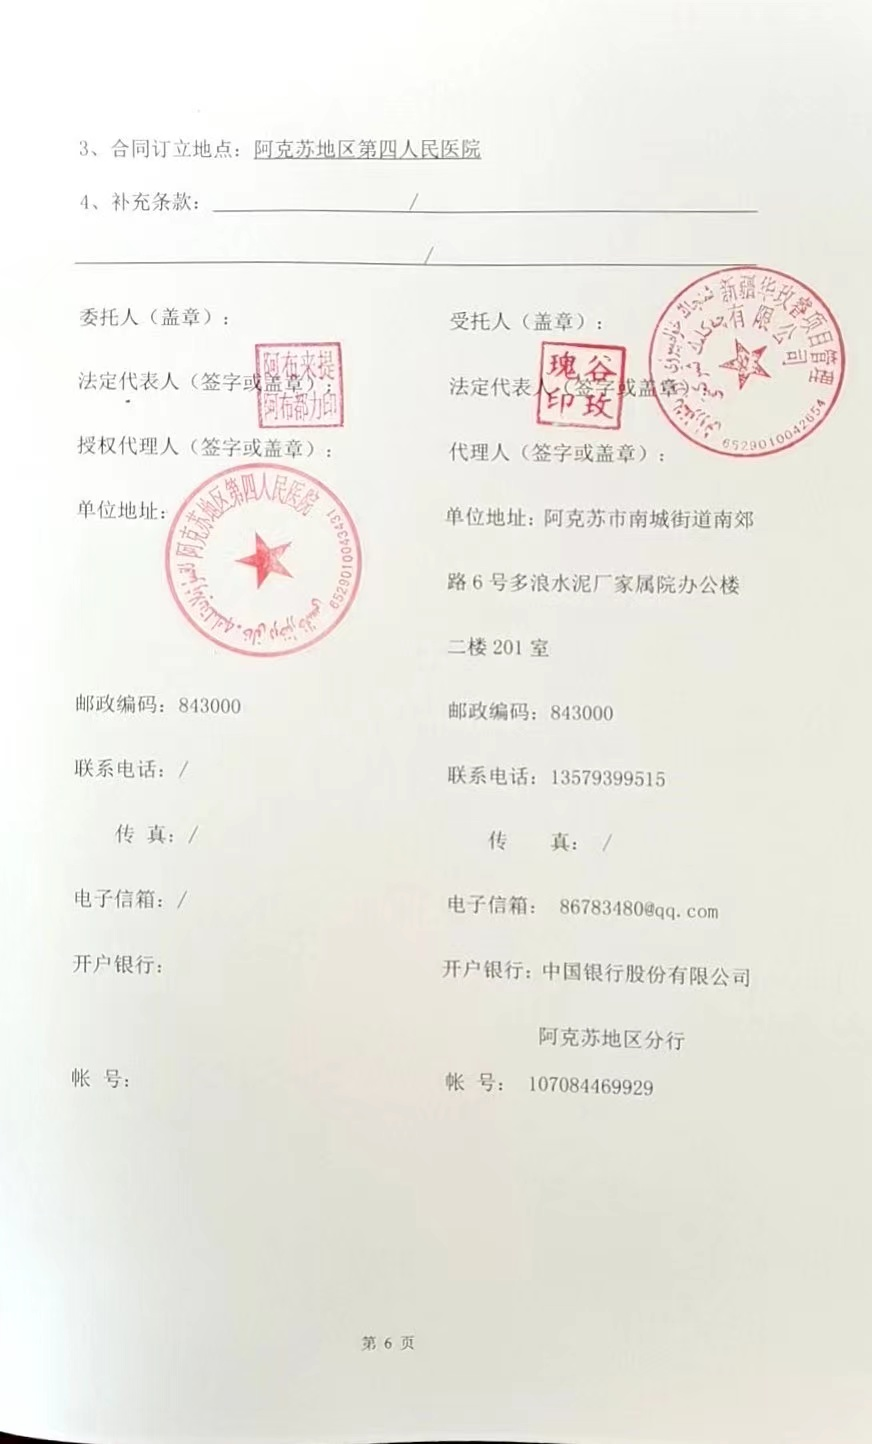 3、合同订立地点：阿克苏地区第四人民医院
4、补充条款：/
/
委托人（盖章）：
法定代表人（签字或盖章）：
阿布来提
阿布都力印
授权代理人（签字或盖章）：
单位地址：
阿克苏地区第四人民医院
6529010043431
邮政编码：843000
联系电话：/
传 真：/
电子信箱：/
开户银行：
帐 号：
受托人（盖章）：
新疆华玫睿项目管理
有限公司
6529010042654
法定代表人（签字或盖章）
谷玫
瑰印
代理人（签字或盖章）：
单位地址：阿克苏市南城街道南郊
路6号多浪水泥厂家属院办公楼
二楼201室
邮政编码：843000
联系电话：13579399515
传 真： /
电子信箱： 86783480@qq.com
开户银行：中国银行股份有限公司
阿克苏地区分行
帐 号： 107084469929
第 6 页